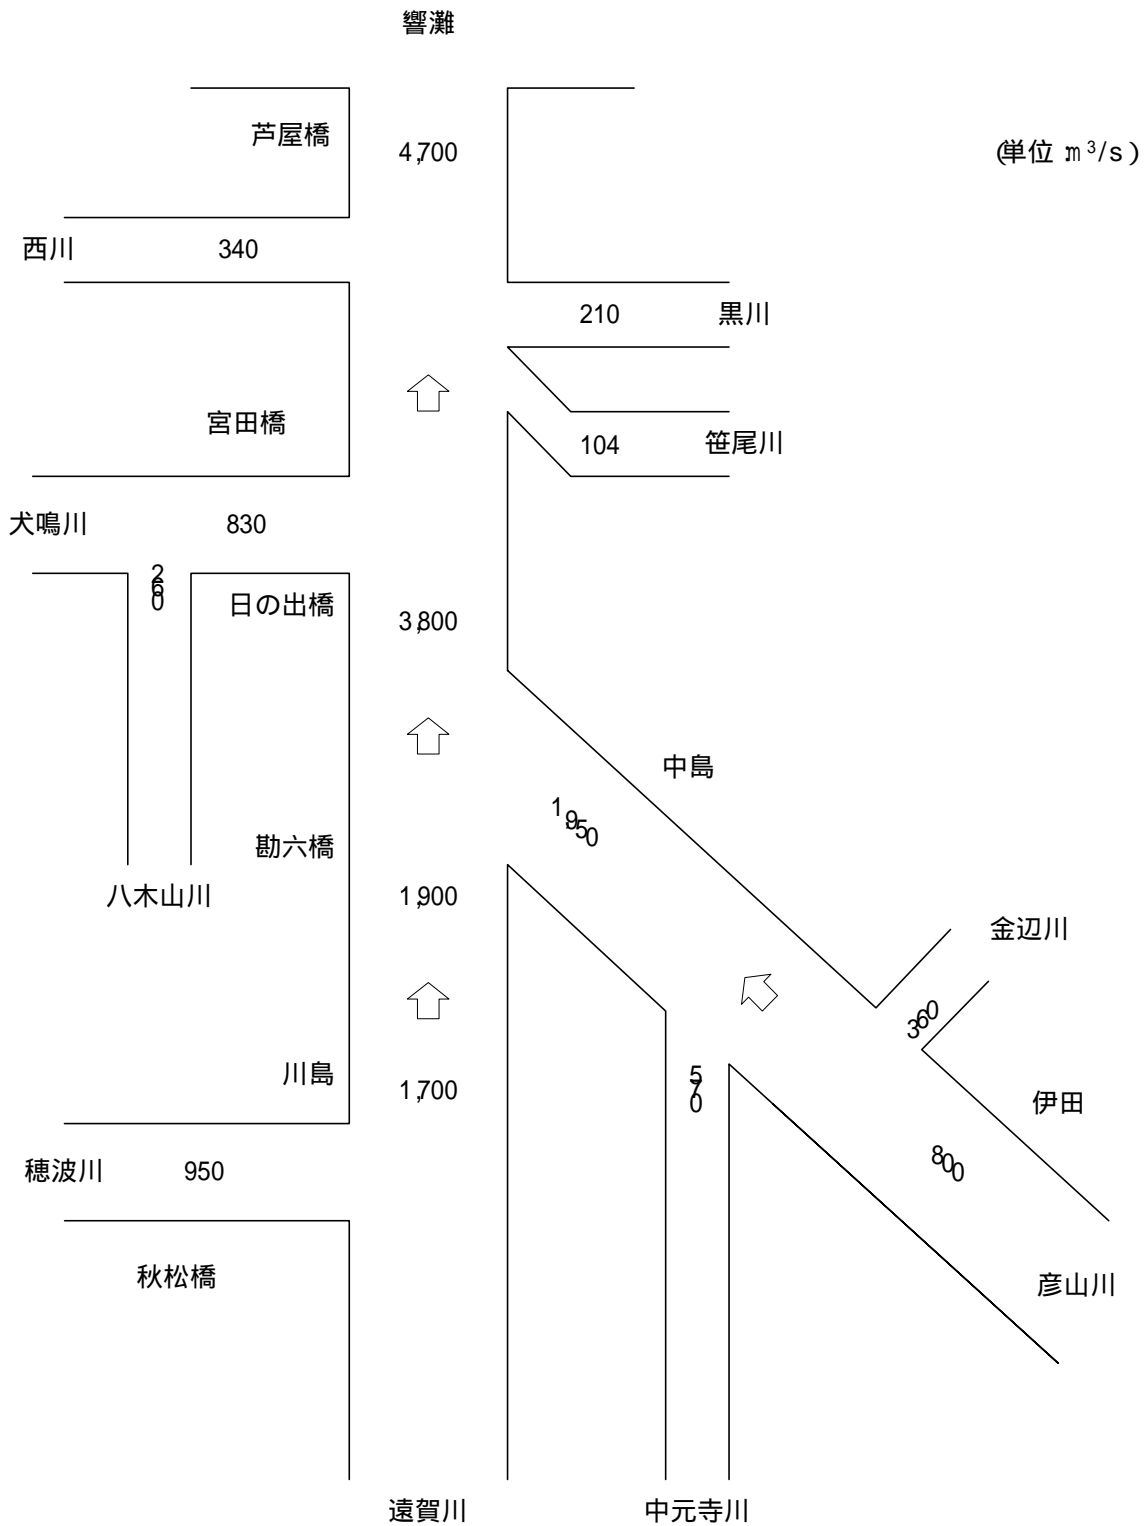 響灘
芦屋橋
4,700
(単位 m³/s)
西川
340
210
黒川
宮田橋
104
笹尾川
犬鳴川
830
260
日の出橋
3,800
中島
1,950
勘六橋
八木山川
1,900
金辺川
360
川島
1,700
570
伊田
穂波川
950
800
秋松橋
彦山川
遠賀川
中元寺川